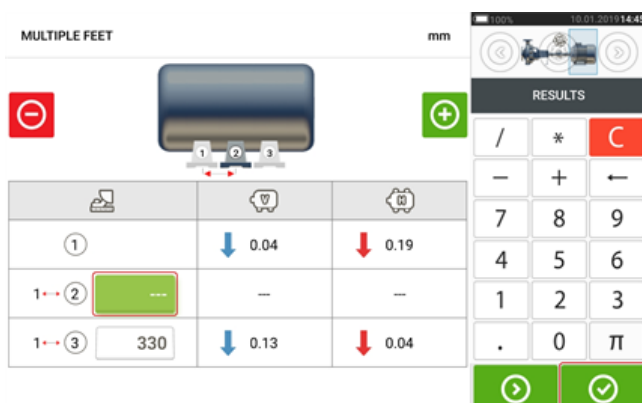 MULTIPLE FEET mm
100% 10.01.2019 14:45
RESULTS
1 2 3
V H
1 0.04 0.19
1 2 --- --- ---
1 3 330 0.13 0.04
/ * C
− + ←
7 8 9
4 5 6
1 2 3
. 0 π